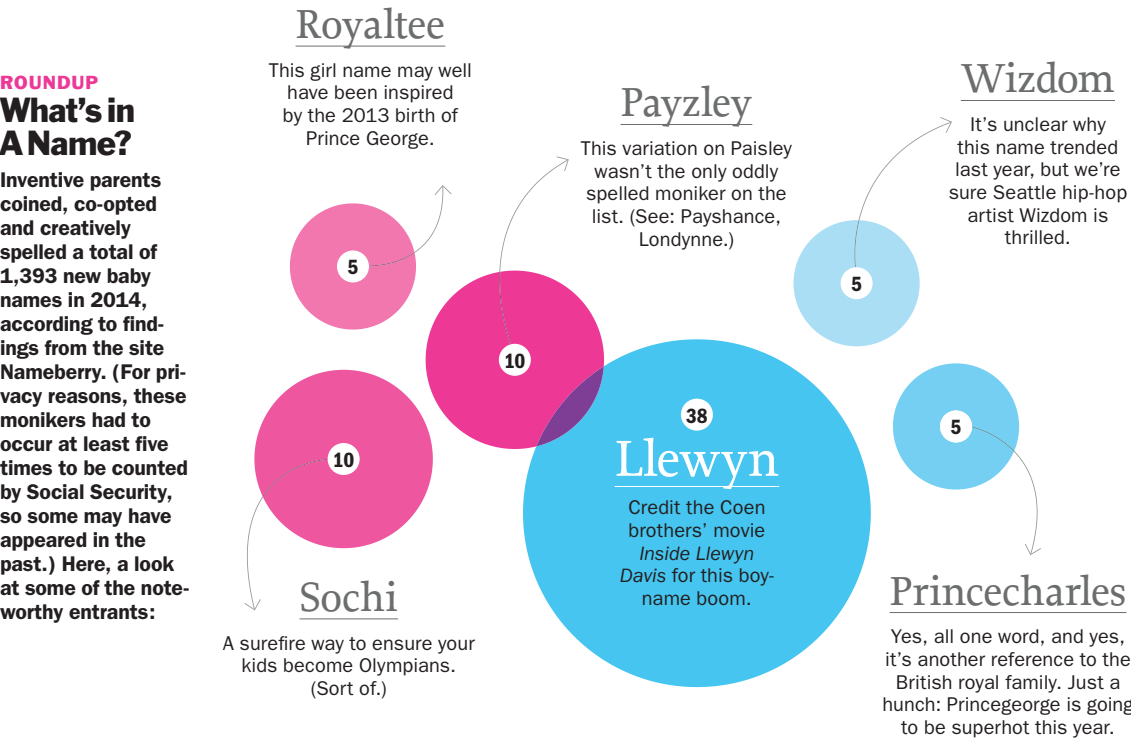 ROUNDUP
What's in
A Name?
Inventive parents
coined, co-opted
and creatively
spelled a total of
1,393 new baby
names in 2014,
according to find-
ings from the site
Nameberry. (For pri-
vacy reasons, these
monikers had to
occur at least five
times to be counted
by Social Security,
so some may have
appeared in the
past.) Here, a look
at some of the note-
worthy entrants:
Royaltee
This girl name may well
have been inspired
by the 2013 birth of
Prince George.
5
Payzley
This variation on Paisley
wasn't the only oddly
spelled moniker on the
list. (See: Payshance,
Londynne.)
10
Wizdom
It's unclear why
this name trended
last year, but we're
sure Seattle hip-hop
artist Wizdom is
thrilled.
5
10
Sochi
A surefire way to ensure your
kids become Olympians.
(Sort of.)
38
Llewyn
Credit the Coen
brothers' movie
Inside Llewyn
Davis for this boy-
name boom.
5
Princecharles
Yes, all one word, and yes,
it's another reference to the
British royal family. Just a
hunch: Princegeorge is going
to be superhot this year.